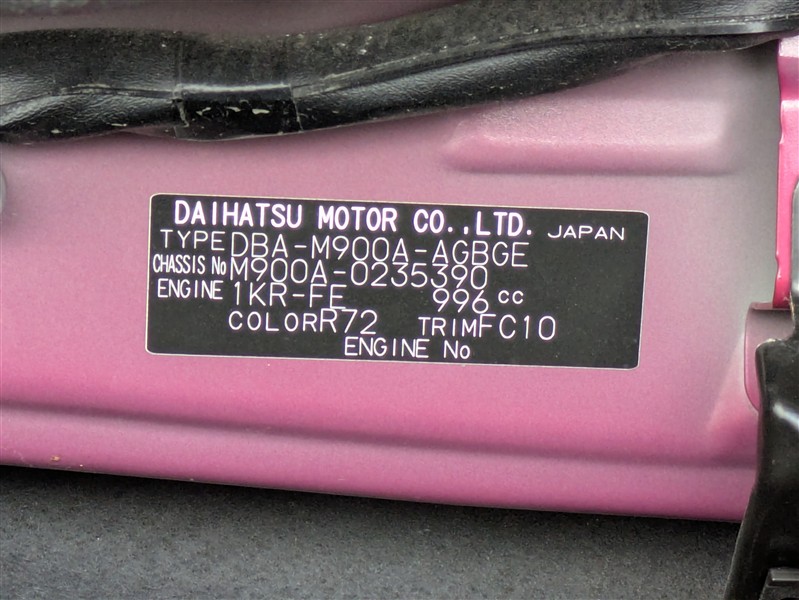 DAIHATSU MOTOR CO.,LTD. JAPAN
TYPE DBA-M900A-AGBGE
CHASSIS No M900A-0235390
ENGINE 1KR-FE 996 cc
COLOR R72 TRIM FC10
ENGINE No